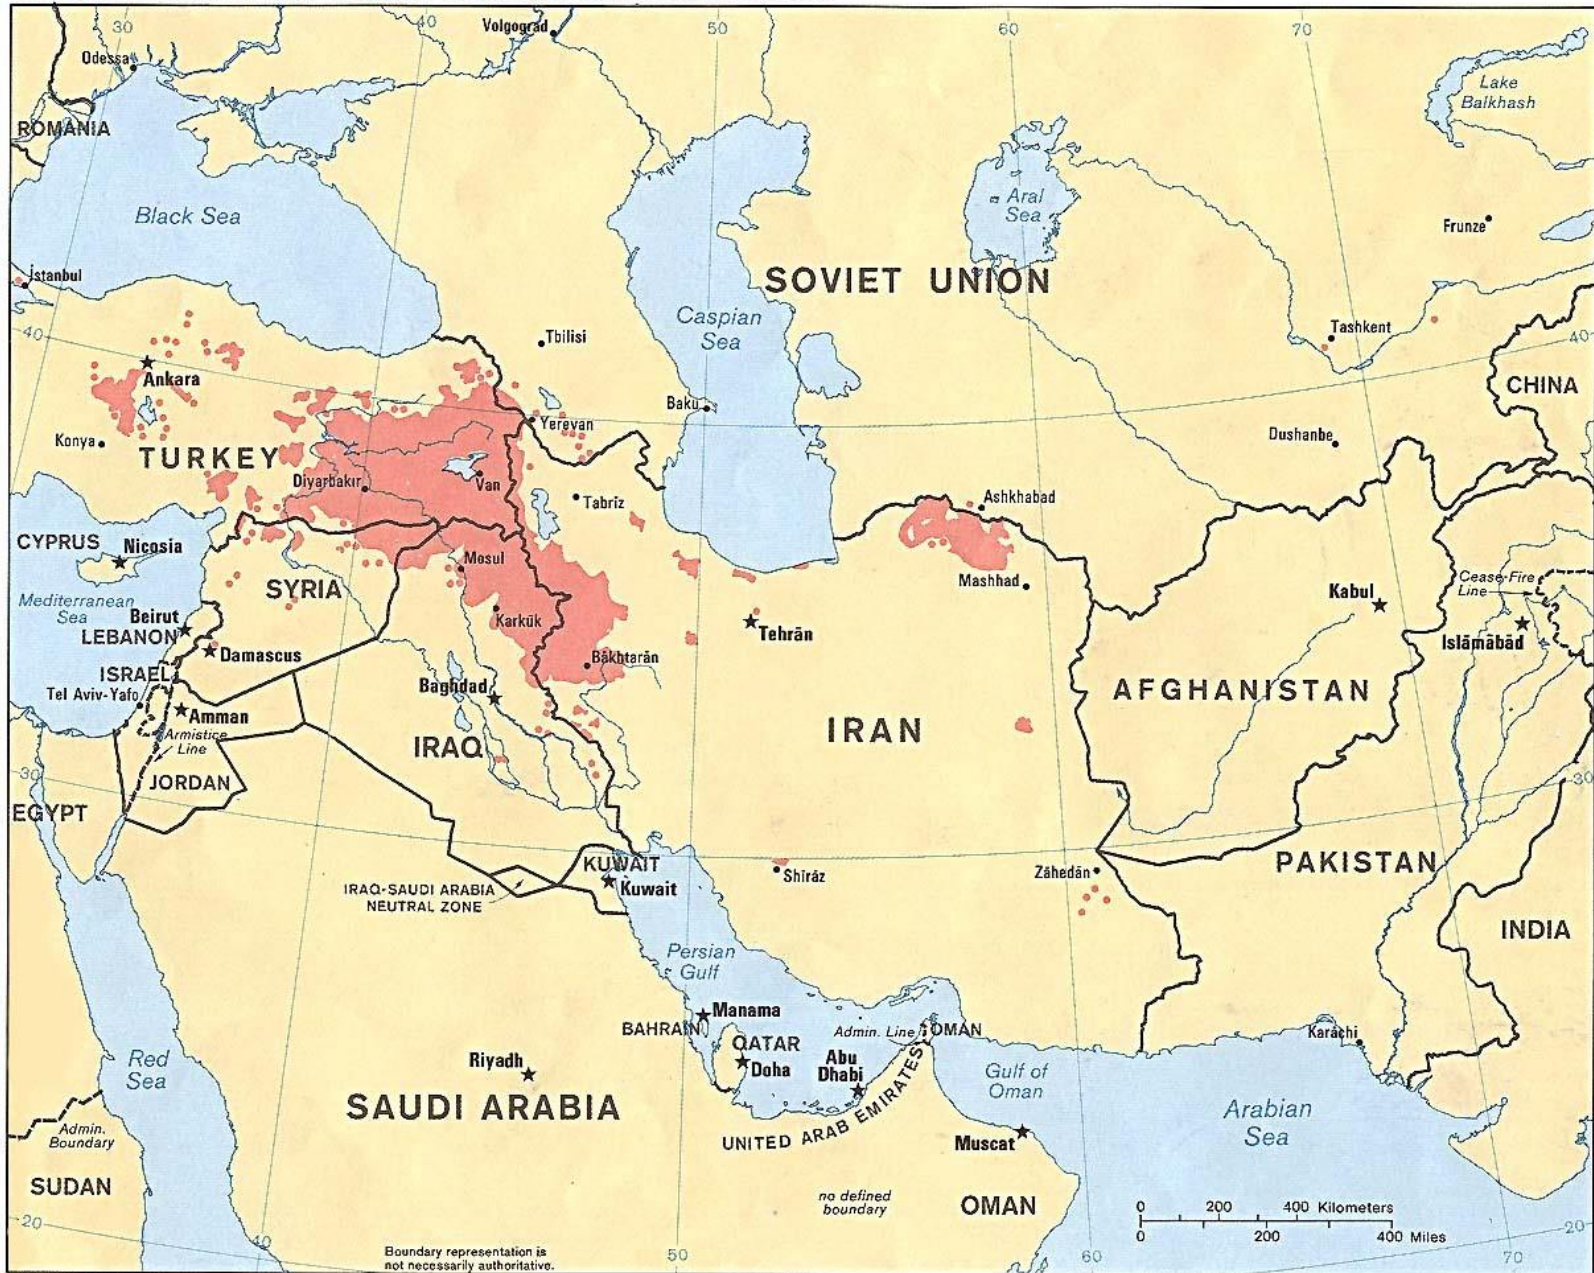 30
40
Volgograd
50
60
70
Odessa
Lake
Balkhash
ROMANIA
Aral
Sea
Black Sea
Frunze
İstanbul
SOVIET UNION
Caspian
Sea
Tbilisi
Tashkent
40
40
Ankara
CHINA
Baku
Yerevan
Konya
Dushanbe
TURKEY
Diyarbakır
Van
Tabrīz
Ashkhabad
CYPRUS
Nicosia
Mosul
Mashhad
Cease-Fire
Line
SYRIA
Kabul
Mediterranean
Sea
Beirut
LEBANON
Karkūk
Tehrān
Islāmābād
Damascus
Bākhtarān
ISRAEL
Tel Aviv-Yafo
Baghdad
AFGHANISTAN
Amman
Armistice
Line
IRAN
IRAQ
30
JORDAN
30
EGYPT
KUWAIT
Kuwait
PAKISTAN
Shīrāz
Zāhedān
IRAQ-SAUDI ARABIA
NEUTRAL ZONE
INDIA
Persian
Gulf
Manama
BAHRAIN
Admin. Line
OMAN
Karāchi
QATAR
Doha
Abu
Dhabi
Riyadh
Red
Sea
Gulf of
Oman
SAUDI ARABIA
Arabian
Sea
UNITED ARAB EMIRATES
Admin.
Boundary
Muscat
SUDAN
no defined
boundary
OMAN
0 200 400 Kilometers
0 200 400 Miles
20
20
40
50
60
70
Boundary representation is
not necessarily authoritative.